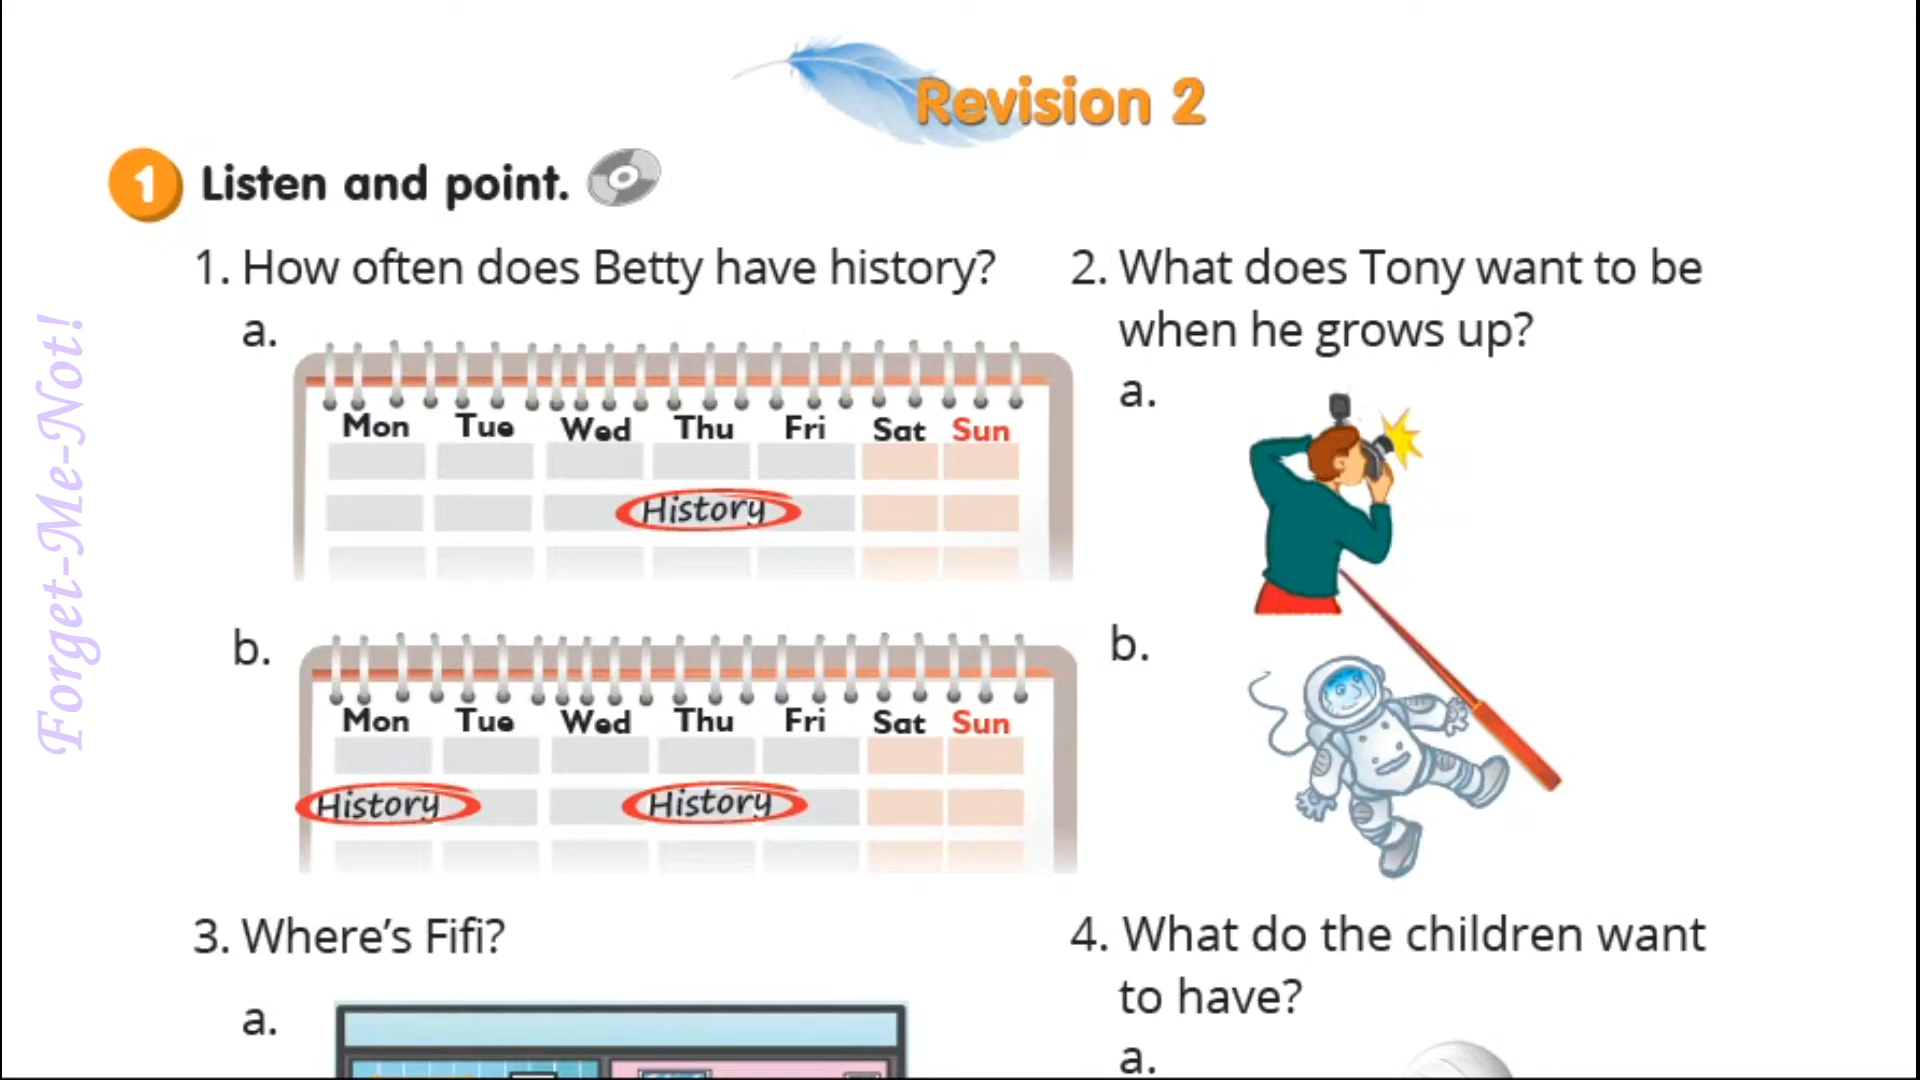 Revision 2
1 Listen and point.
1. How often does Betty have history?
a.
Mon Tue Wed Thu Fri Sat Sun
History
b.
Mon Tue Wed Thu Fri Sat Sun
History History
2. What does Tony want to be
when he grows up?
a.
b.
3. Where's Fifi?
a.
4. What do the children want
to have?
a.
Forget-Me-Not!